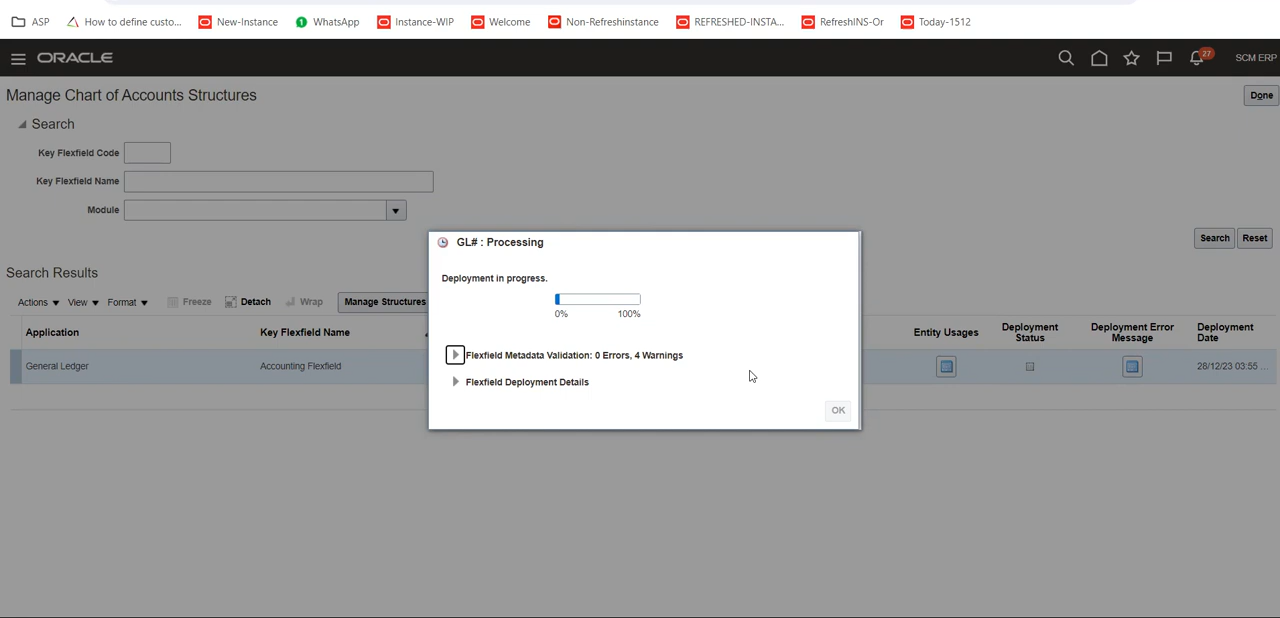 ASP How to define custo... New-Instance WhatsApp Instance-WIP Welcome Non-Refreshinstance REFRESHED-INSTA... RefreshINS-Or Today-1512
ORACLE 27 SCM ERP
Manage Chart of Accounts Structures Done
Search
Key Flexfield Code
Key Flexfield Name
Module
Search Reset
Search Results
Actions View Format Freeze Detach Wrap Manage Structures
Application Key Flexfield Name Entity Usages Deployment Status Deployment Error Message Deployment Date
General Ledger Accounting Flexfield 28/12/23 03:55 ...
GL# : Processing
Deployment in progress.
0% 100%
Flexfield Metadata Validation: 0 Errors, 4 Warnings
Flexfield Deployment Details
OK